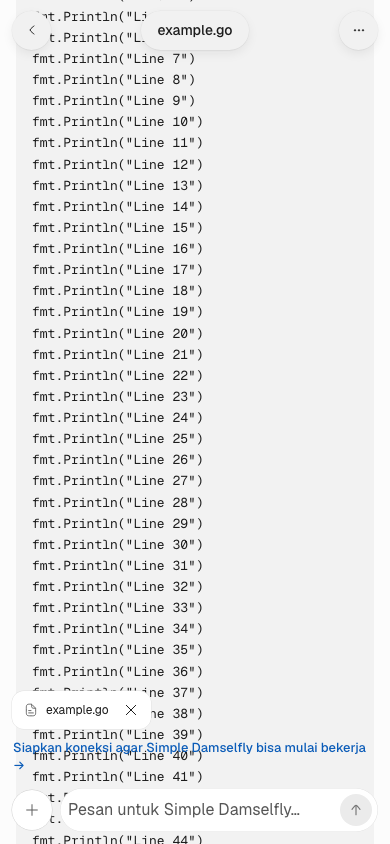 fmt.Println("Li
example.go
fmt.Println("Li
fmt.Println("Line 7")
fmt.Println("Line 8")
fmt.Println("Line 9")
fmt.Println("Line 10")
fmt.Println("Line 11")
fmt.Println("Line 12")
fmt.Println("Line 13")
fmt.Println("Line 14")
fmt.Println("Line 15")
fmt.Println("Line 16")
fmt.Println("Line 17")
fmt.Println("Line 18")
fmt.Println("Line 19")
fmt.Println("Line 20")
fmt.Println("Line 21")
fmt.Println("Line 22")
fmt.Println("Line 23")
fmt.Println("Line 24")
fmt.Println("Line 25")
fmt.Println("Line 26")
fmt.Println("Line 27")
fmt.Println("Line 28")
fmt.Println("Line 29")
fmt.Println("Line 30")
fmt.Println("Line 31")
fmt.Println("Line 32")
fmt.Println("Line 33")
fmt.Println("Line 34")
fmt.Println("Line 35")
fmt.Println("Line 36")
fmt.Println("Line 37")
example.go
38")
fmt.Println("Line 39")
Siapkan koneksi agar Simple Damselfly bisa mulai bekerja
→
fmt.Println("Line 40")
fmt.Println("Line 41")
Pesan untuk Simple Damselfly...
fmt.Println("Line 44")